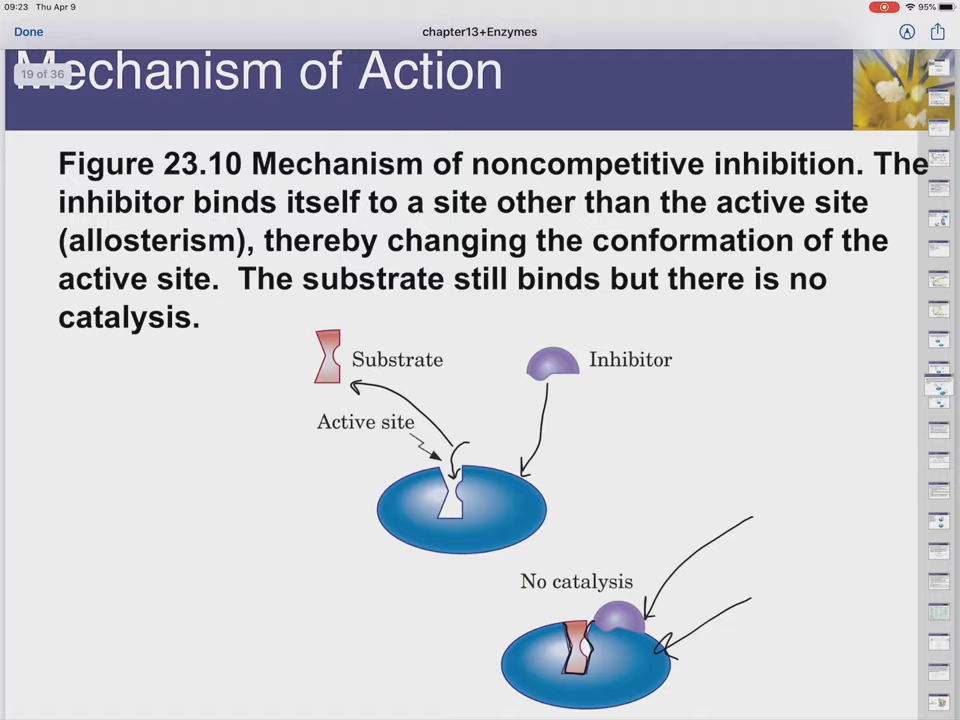 09:23 Thu Apr 9
95%
Done
chapter13+Enzymes
Mechanism of Action
19 of 36
Figure 23.10 Mechanism of noncompetitive inhibition. The
inhibitor binds itself to a site other than the active site
(allosterism), thereby changing the conformation of the
active site. The substrate still binds but there is no
catalysis.
Substrate
Inhibitor
Active site
No catalysis